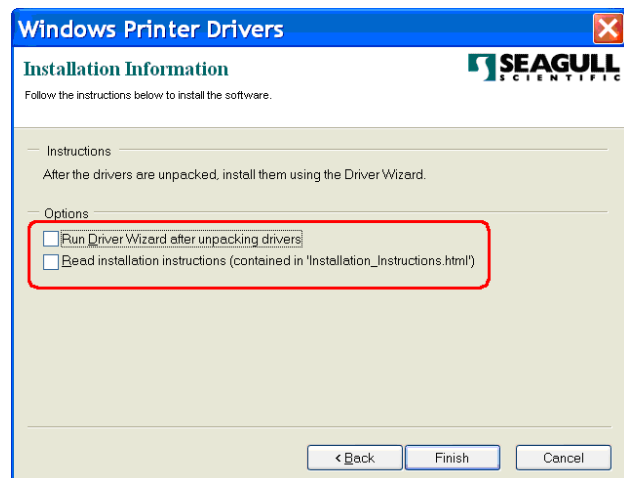 Windows Printer Drivers
Installation Information
Follow the instructions below to install the software.
SEAGULL
SCIENTIFIC
Instructions
After the drivers are unpacked, install them using the Driver Wizard.
Options
Run Driver Wizard after unpacking drivers
Read installation instructions (contained in 'Installation_Instructions.html')
< Back
Finish
Cancel